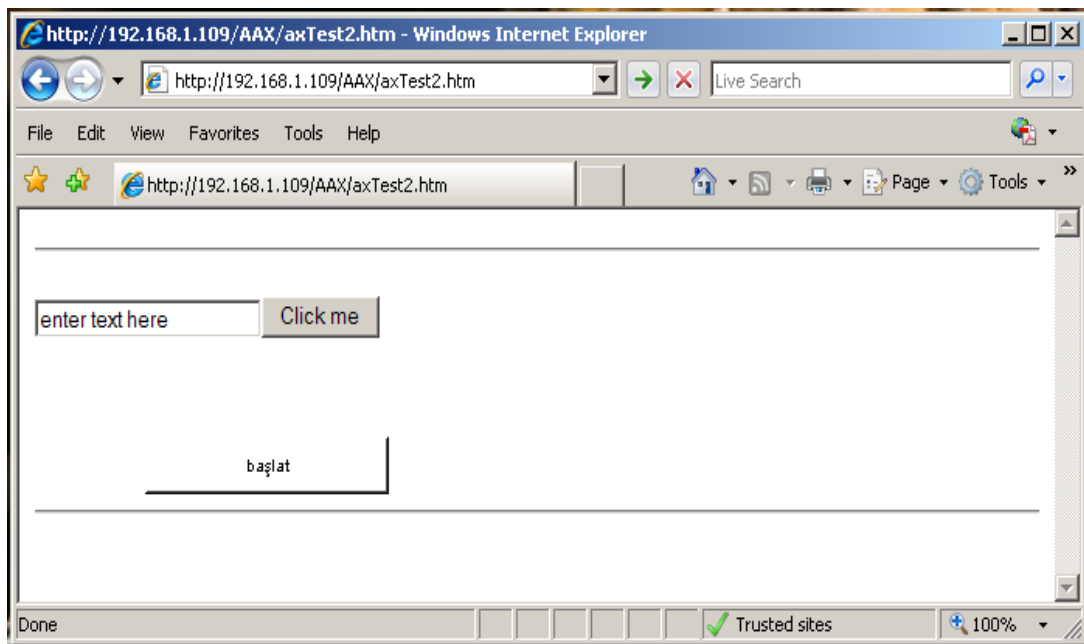 http://192.168.1.109/AAX/axTest2.htm - Windows Internet Explorer
http://192.168.1.109/AAX/axTest2.htm Live Search
File Edit View Favorites Tools Help
http://192.168.1.109/AAX/axTest2.htm Page Tools »
enter text here Click me
başlat
Done Trusted sites 100%